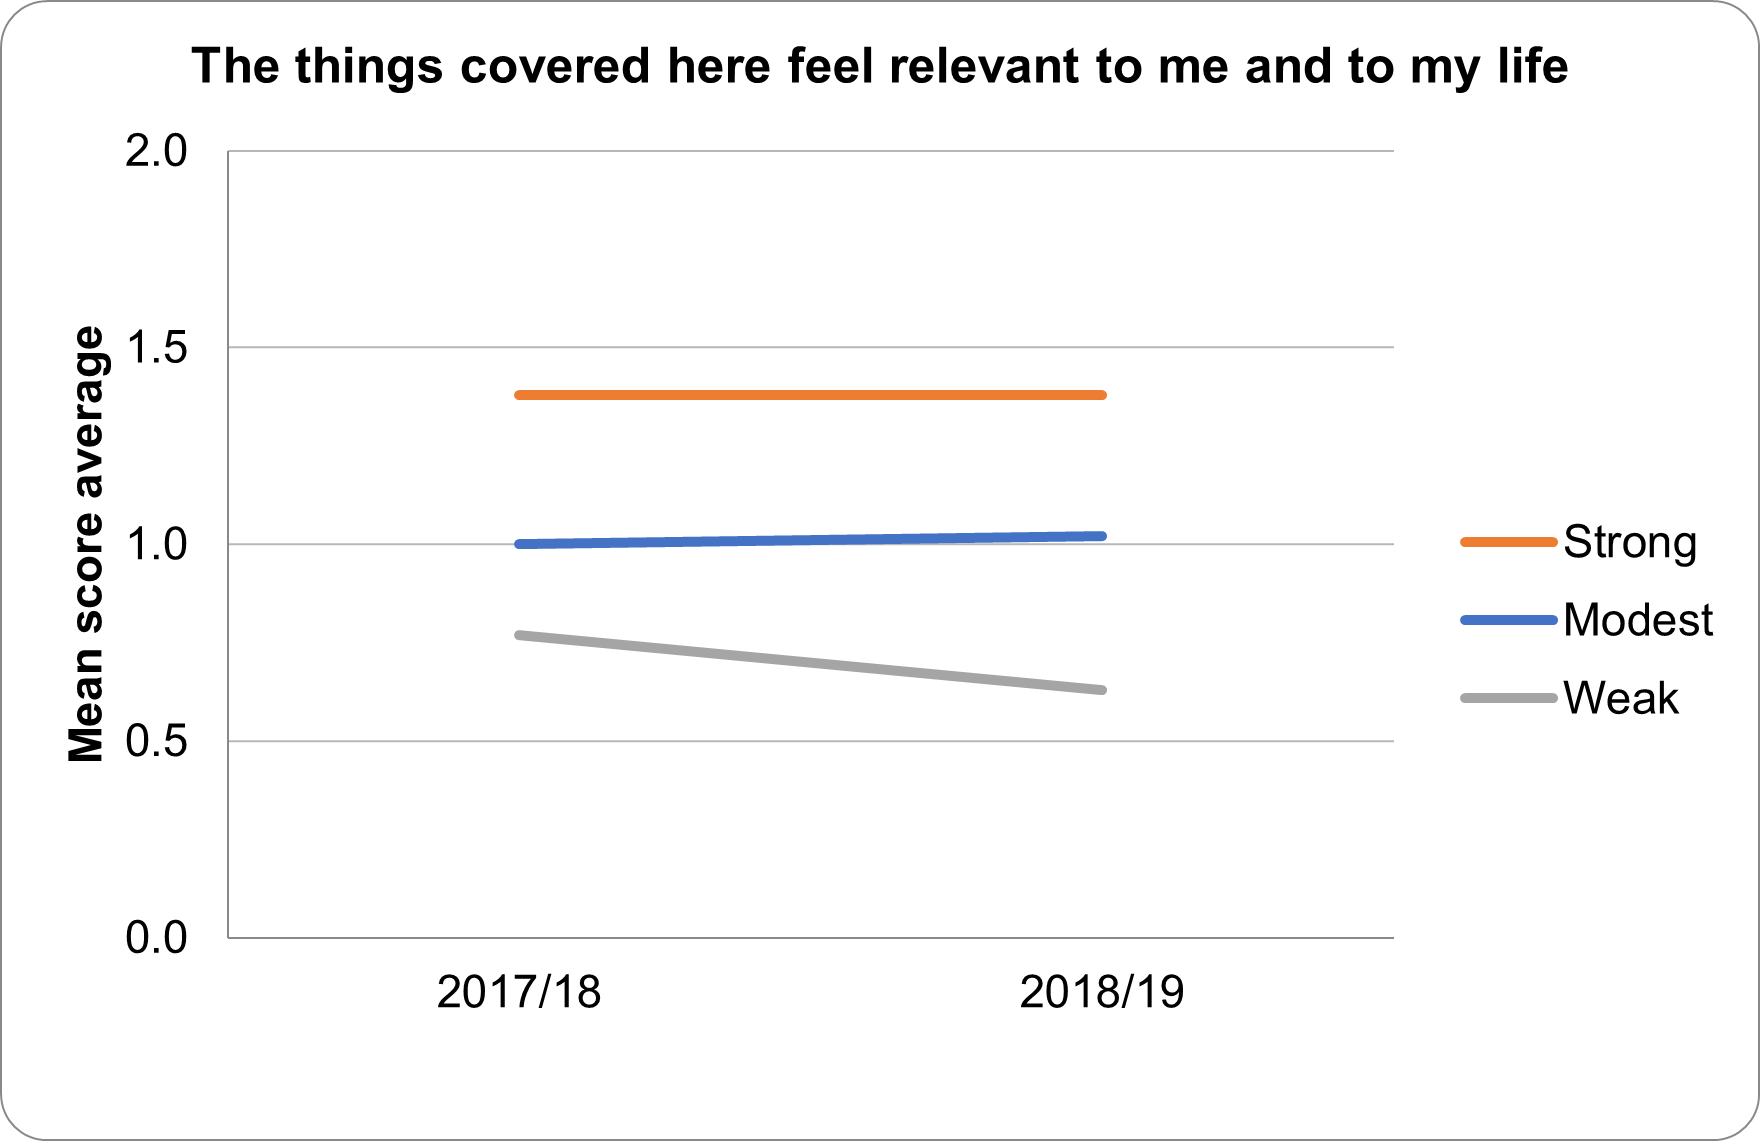 The things covered here feel relevant to me and to my life
Mean score average
2.0
1.5
1.0
0.5
0.0
2017/18
2018/19
Strong
Modest
Weak